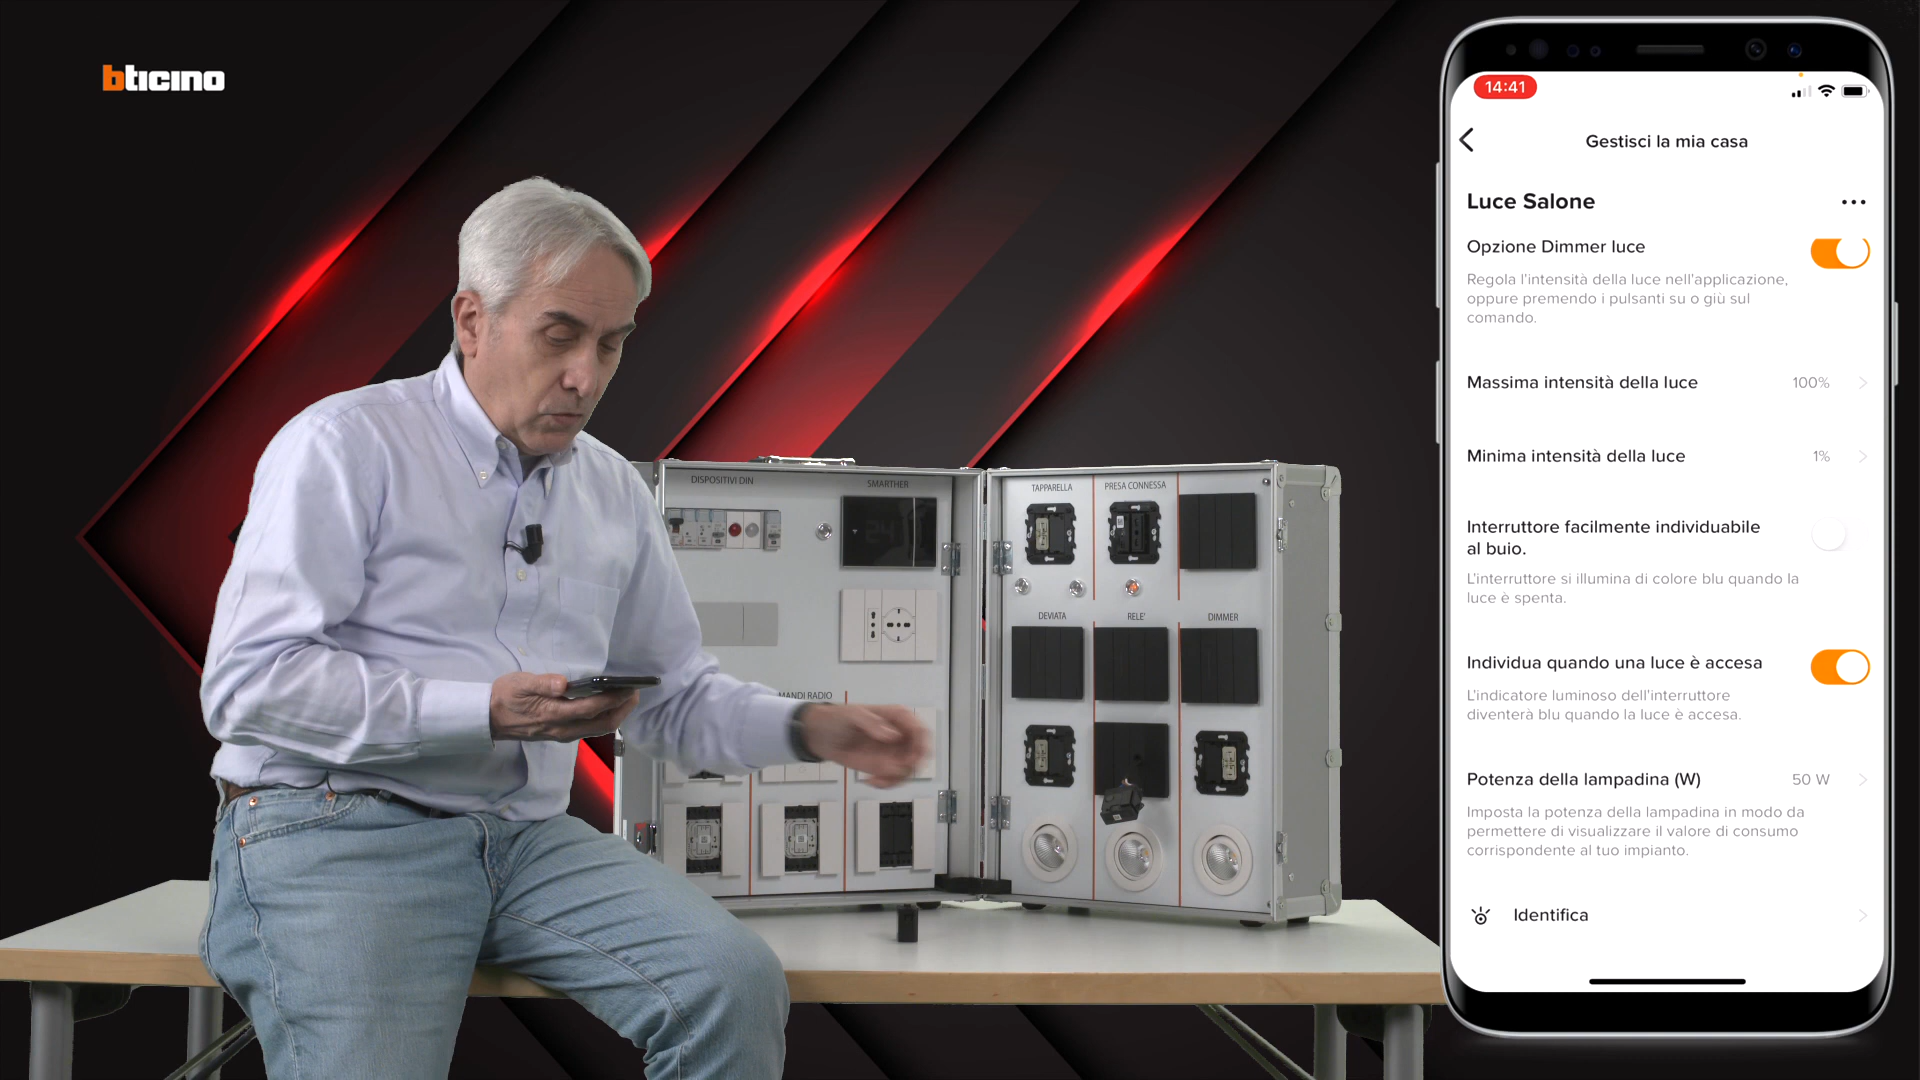 bticino
DISPOSITIVI DIN
SMARTHER
MANDI RADIO
TAPPARELLA
PRESA CONNESSA
DEVIATA
RELE'
DIMMER
14:41
Gestisci la mia casa
Luce Salone
Opzione Dimmer luce
Regola l'intensità della luce nell'applicazione,
oppure premendo i pulsanti su o giù sul
comando.
Massima intensità della luce 100%
Minima intensità della luce 1%
Interruttore facilmente individuabile
al buio.
L'interruttore si illumina di colore blu quando la
luce è spenta.
Individua quando una luce è accesa
L'indicatore luminoso dell'interruttore
diventerà blu quando la luce è accesa.
Potenza della lampadina (W) 50 W
Imposta la potenza della lampadina in modo da
permettere di visualizzare il valore di consumo
corrispondente al tuo impianto.
Identifica